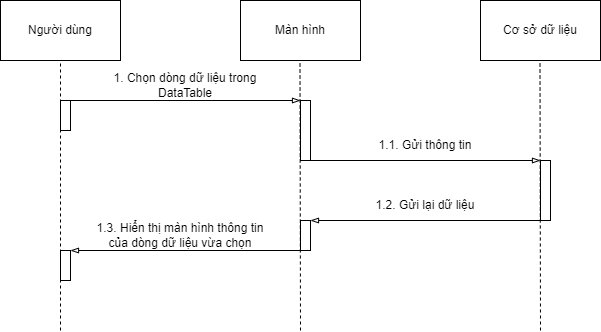 Người dùng
Màn hình
Cơ sở dữ liệu
1. Chọn dòng dữ liệu trong
DataTable
1.1. Gửi thông tin
1.2. Gửi lại dữ liệu
1.3. Hiển thị màn hình thông tin
của dòng dữ liệu vừa chọn